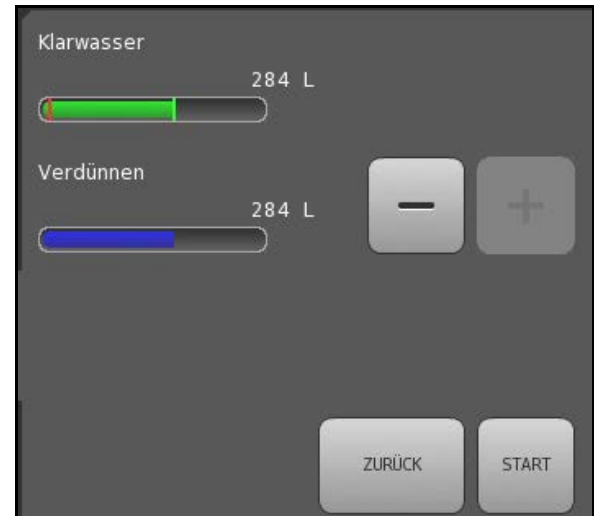 Klarwasser
284 L
Verdünnen
284 L
ZURÜCK
START